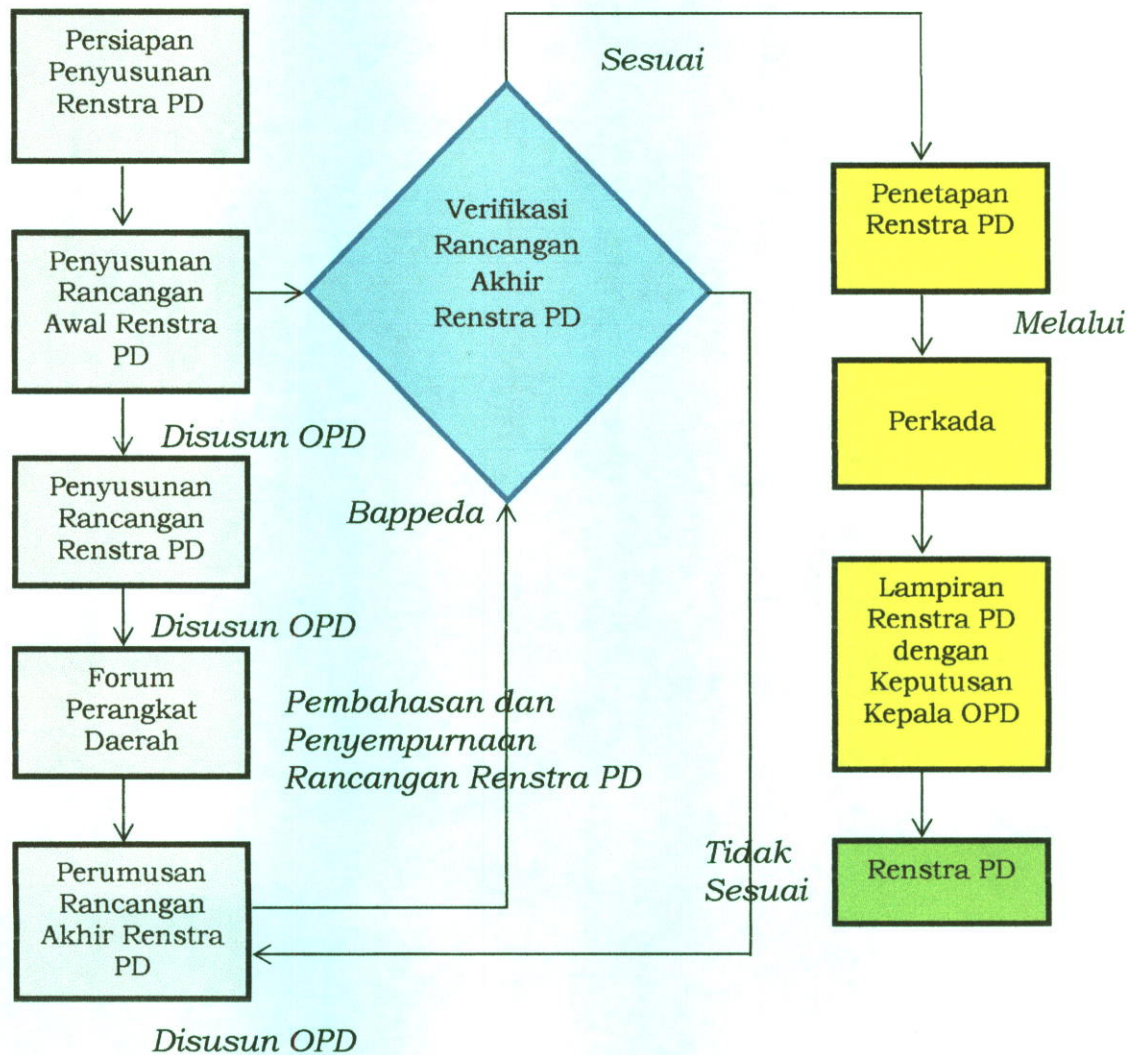 Persiapan
Penyusunan
Renstra PD
Penyusunan
Rancangan
Awal Renstra
PD
Disusun OPD
Penyusunan
Rancangan
Renstra PD
Disusun OPD
Forum
Perangkat
Daerah
Pembahasan dan
Penyempurnaan
Rancangan Renstra PD
Perumusan
Rancangan
Akhir Renstra
PD
Disusun OPD
Verifikasi
Rancangan
Akhir
Renstra PD
Bappeda
Sesuai
Tidak
Sesuai
Penetapan
Renstra PD
Melalui
Perkada
Lampiran
Renstra PD
dengan
Keputusan
Kepala OPD
Renstra PD